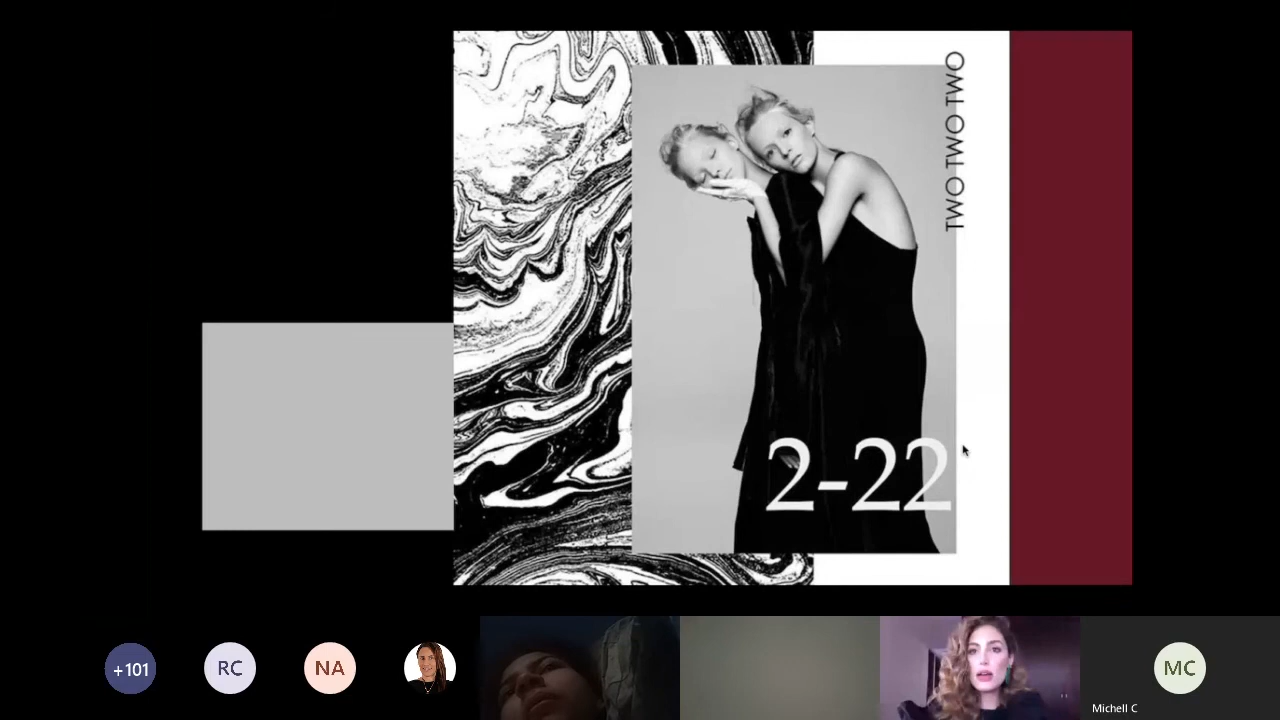 TWO TWO TWO
2-22
+101
RC
NA
MC
Michell C